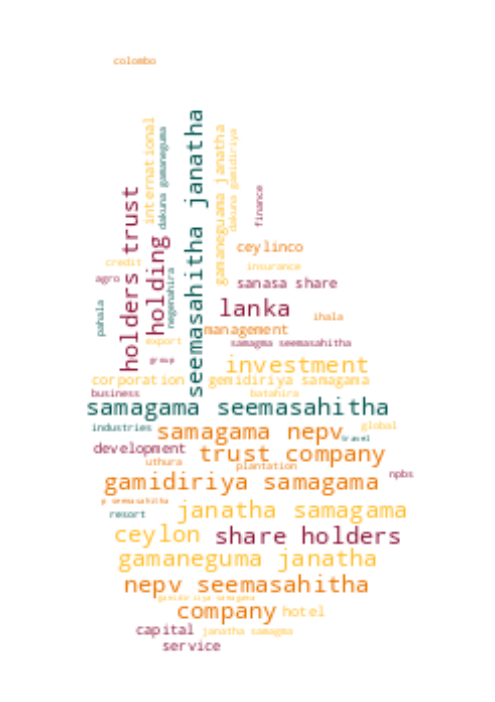 colombo
international
dakuna gamaneguma
seemasahitha janatha
gamaneguama janatha
dakuna gamidiriya
finance
holders trust
holding
ceylinco
credit
insurance
agro
negenahira
sanasa share
pahala
lanka
ihala
management
export
samagma seemasahitha
group
investment
corporation
gemidiriya samagama
business
batahira
samagama seemasahitha
industries
samagama nepv
global
travel
development
trust company
uthura
plantation
npbs
gamidiriya samagama
p seemasahitha
janatha samagama
resort
ceylon
share holders
gamaneguma janatha
nepv seemasahitha
gamidiriya samagama
company
hotel
capital
janatha samagma
service